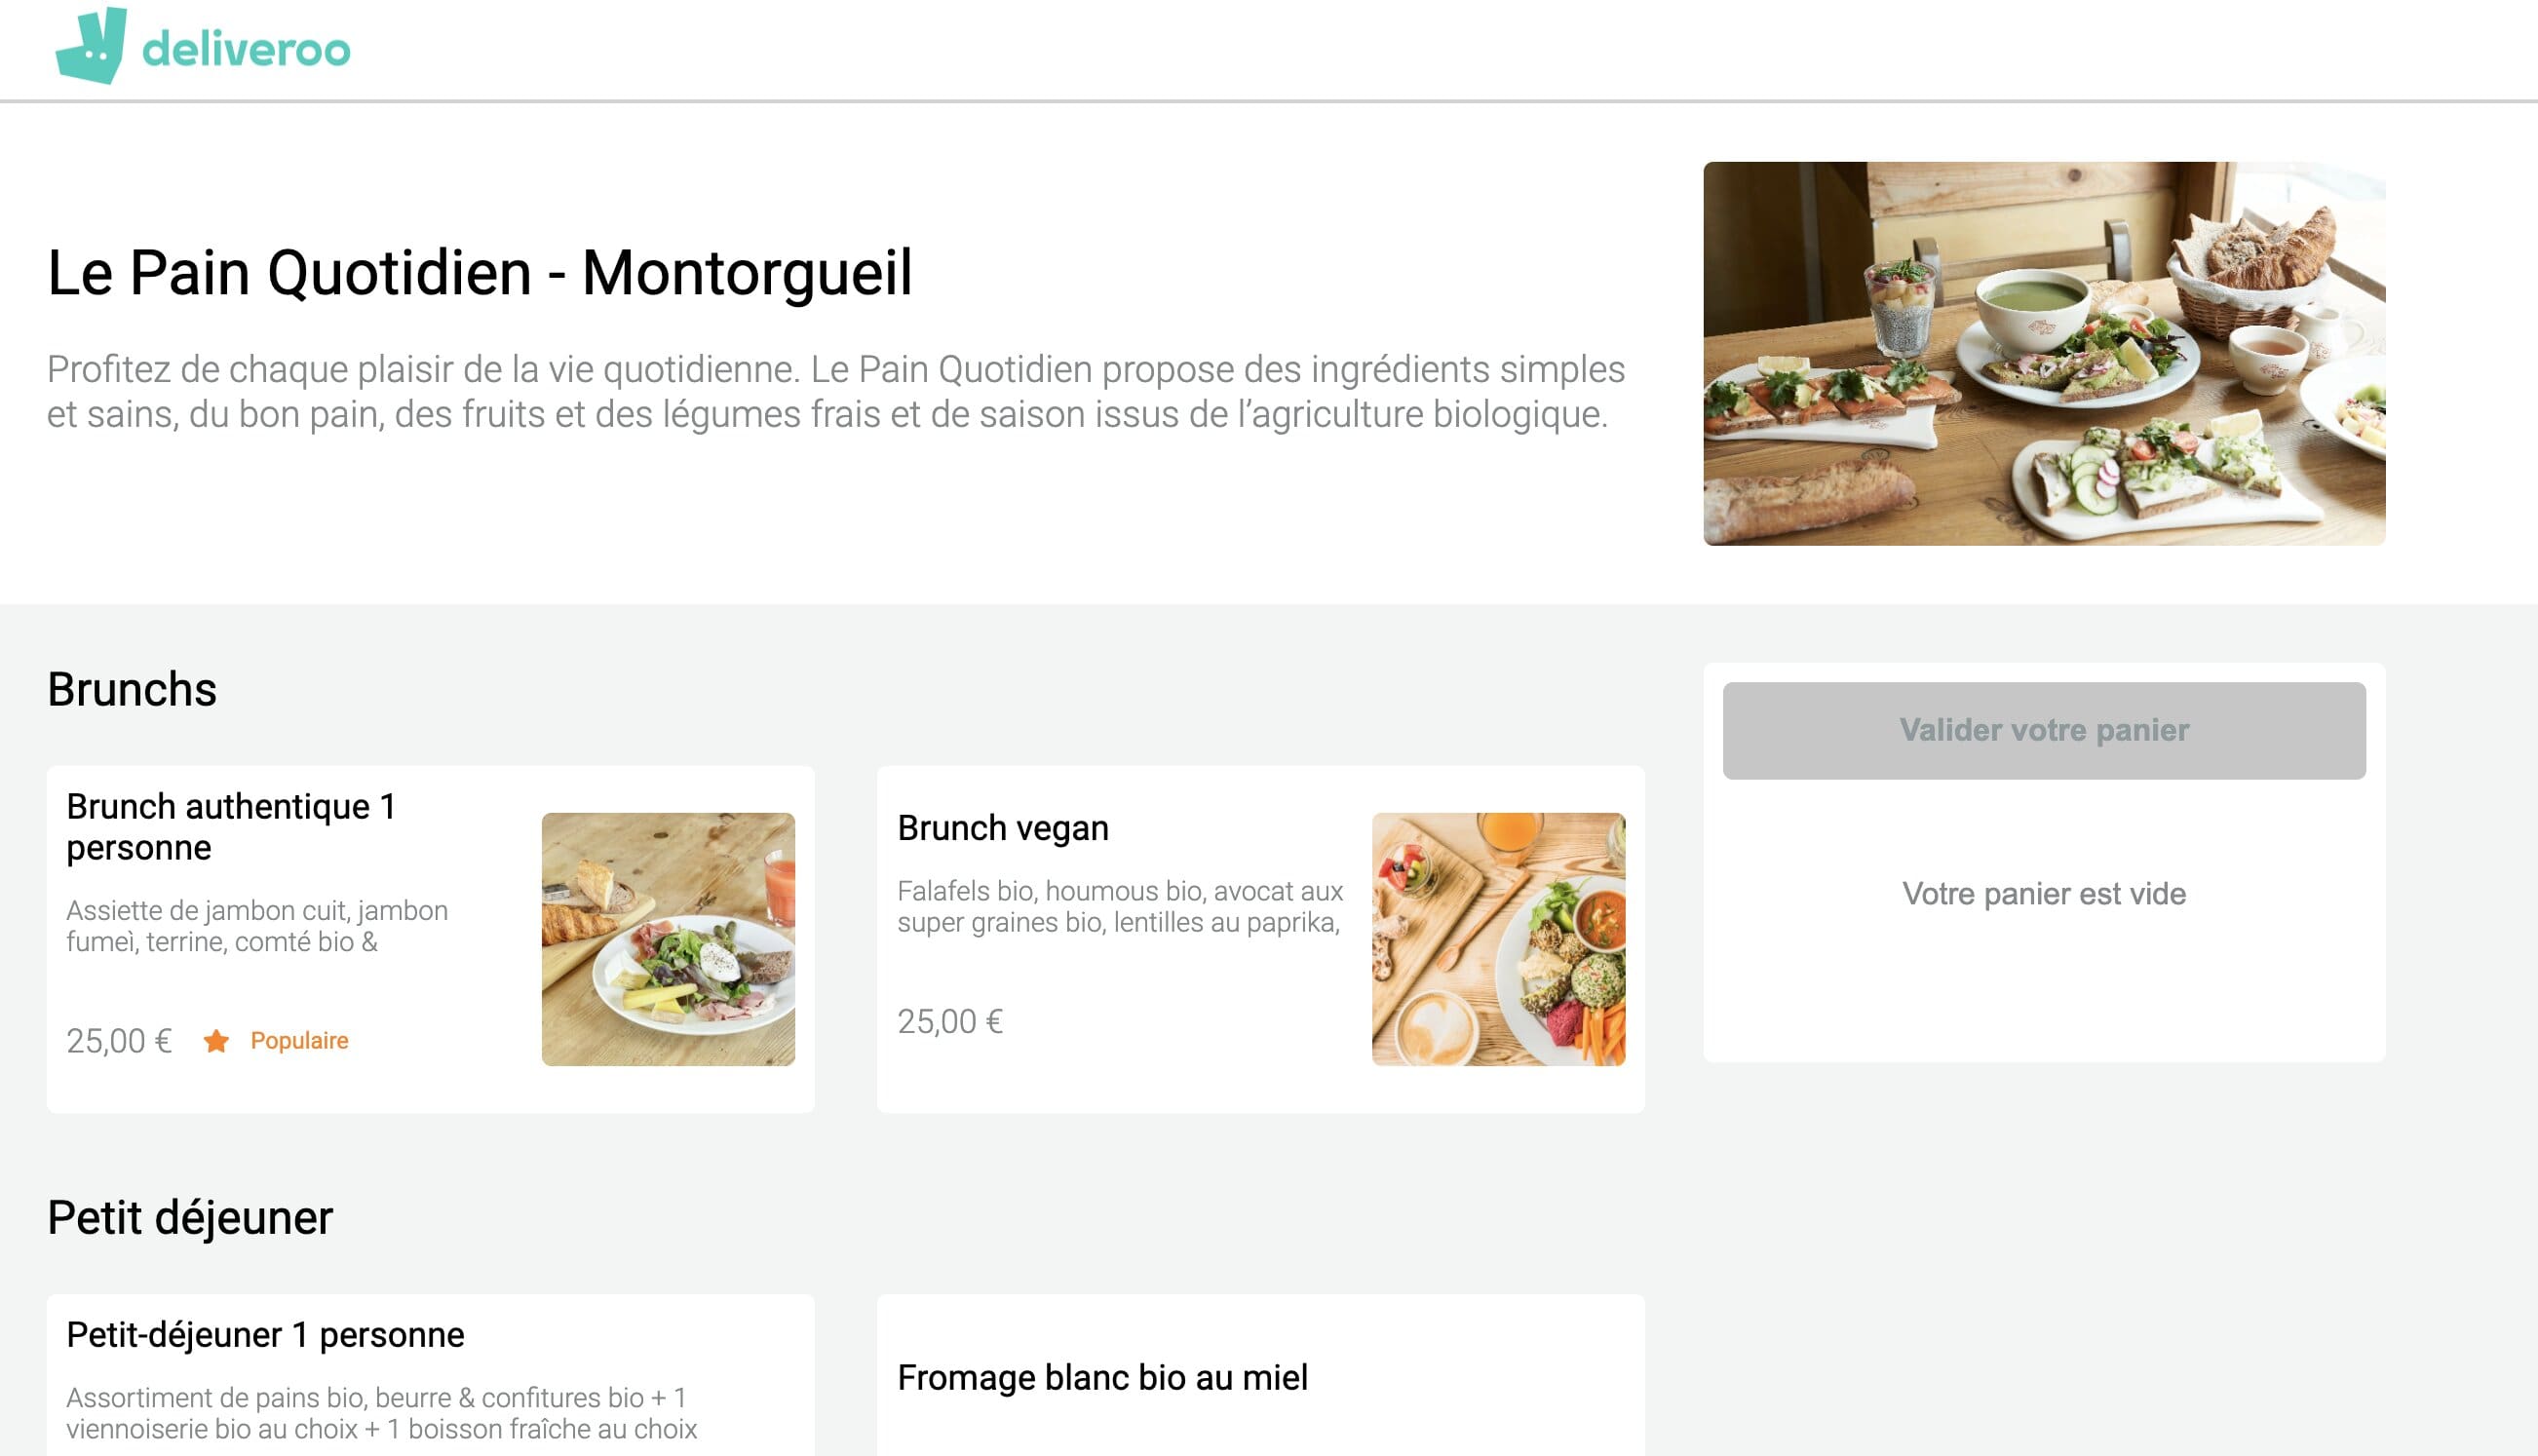 deliveroo
Le Pain Quotidien - Montorgueil
Profitez de chaque plaisir de la vie quotidienne. Le Pain Quotidien propose des ingrédients simples
et sains, du bon pain, des fruits et des légumes frais et de saison issus de l’agriculture biologique.
Brunchs
Brunch authentique 1
personne
Assiette de jambon cuit, jambon
fumeì, terrine, comté bio &
25,00 €
Populaire
Brunch vegan
Falafels bio, houmous bio, avocat aux
super graines bio, lentilles au paprika,
25,00 €
Valider votre panier
Votre panier est vide
Petit déjeuner
Petit-déjeuner 1 personne
Assortiment de pains bio, beurre & confitures bio + 1
viennoiserie bio au choix + 1 boisson fraîche au choix
Fromage blanc bio au miel